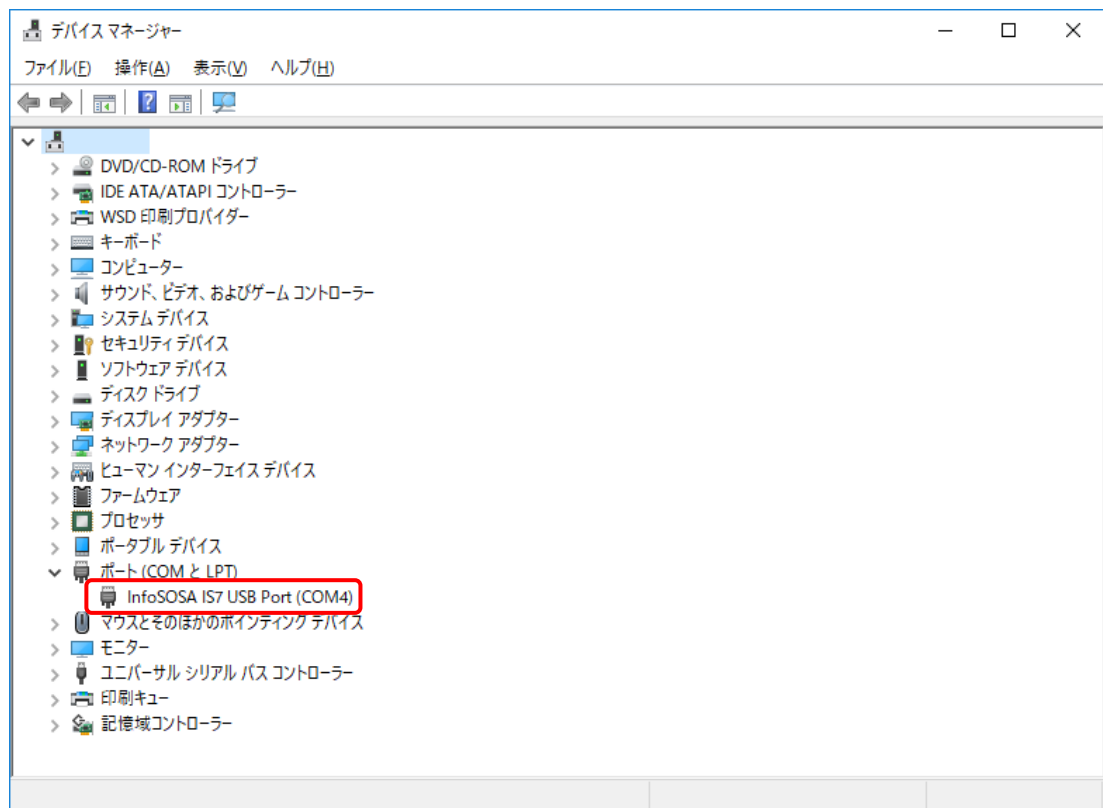 デバイス マネージャー
ファイル(F) 操作(A) 表示(V) ヘルプ(H)
DVD/CD-ROM ドライブ
IDE ATA/ATAPI コントローラー
WSD 印刷プロバイダー
キーボード
コンピューター
サウンド、ビデオ、およびゲーム コントローラー
システム デバイス
セキュリティ デバイス
ソフトウェア デバイス
ディスク ドライブ
ディスプレイ アダプター
ネットワーク アダプター
ヒューマン インターフェイス デバイス
ファームウェア
プロセッサ
ポータブル デバイス
ポート (COM と LPT)
InfoSOSA IS7 USB Port (COM4)
マウスとそのほかのポインティング デバイス
モニター
ユニバーサル シリアル バス コントローラー
印刷キュー
記憶域コントローラー